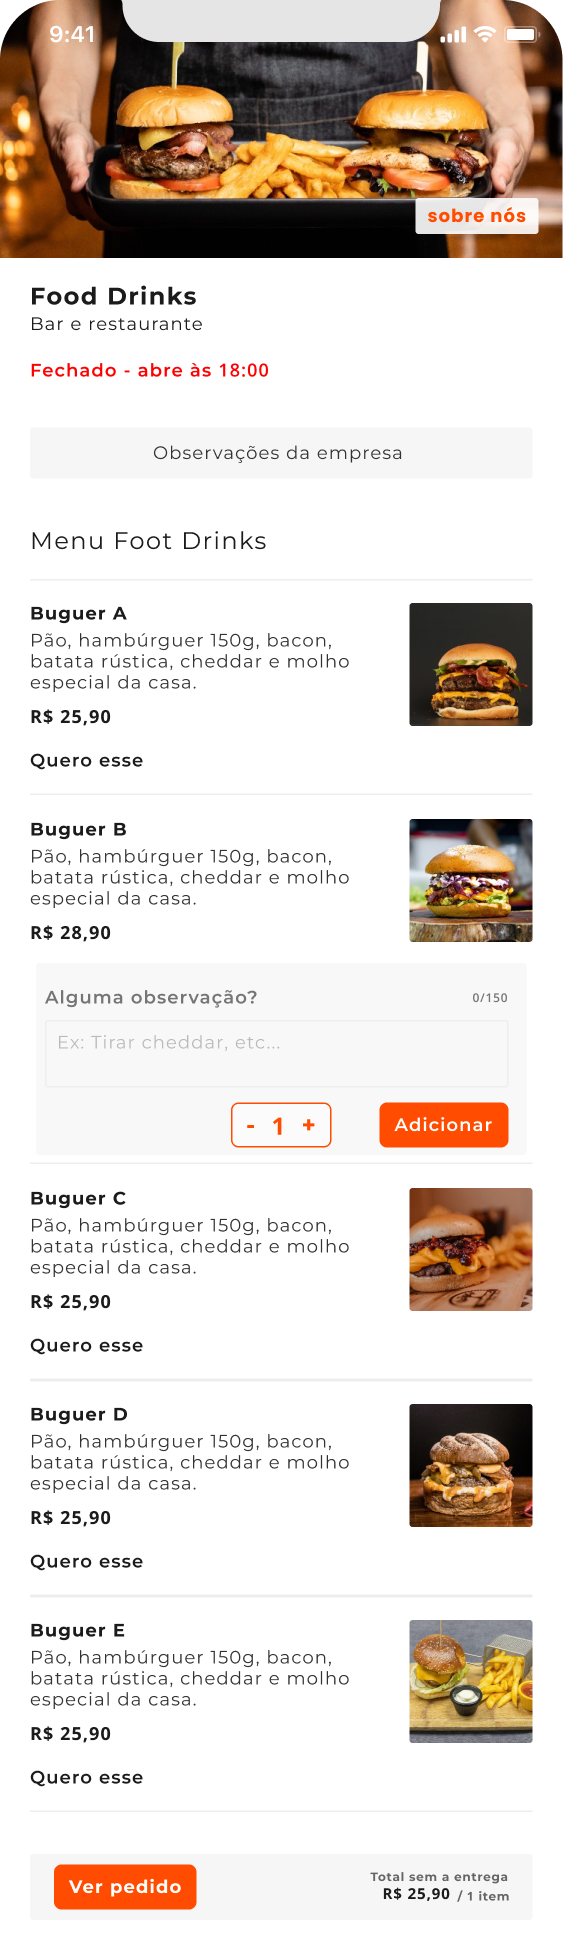 9:41
sobre nós
Food Drinks
Bar e restaurante
Fechado - abre às 18:00
Observações da empresa
Menu Foot Drinks
Buguer A
Pão, hambúrguer 150g, bacon,
batata rústica, cheddar e molho
especial da casa.
R$ 25,90
Quero esse
Buguer B
Pão, hambúrguer 150g, bacon,
batata rústica, cheddar e molho
especial da casa.
R$ 28,90
Alguma observação? 0/150
Ex: Tirar cheddar, etc...
- 1 + Adicionar
Buguer C
Pão, hambúrguer 150g, bacon,
batata rústica, cheddar e molho
especial da casa.
R$ 25,90
Quero esse
Buguer D
Pão, hambúrguer 150g, bacon,
batata rústica, cheddar e molho
especial da casa.
R$ 25,90
Quero esse
Buguer E
Pão, hambúrguer 150g, bacon,
batata rústica, cheddar e molho
especial da casa.
R$ 25,90
Quero esse
Ver pedido
Total sem a entrega
R$ 25,90 / 1 item